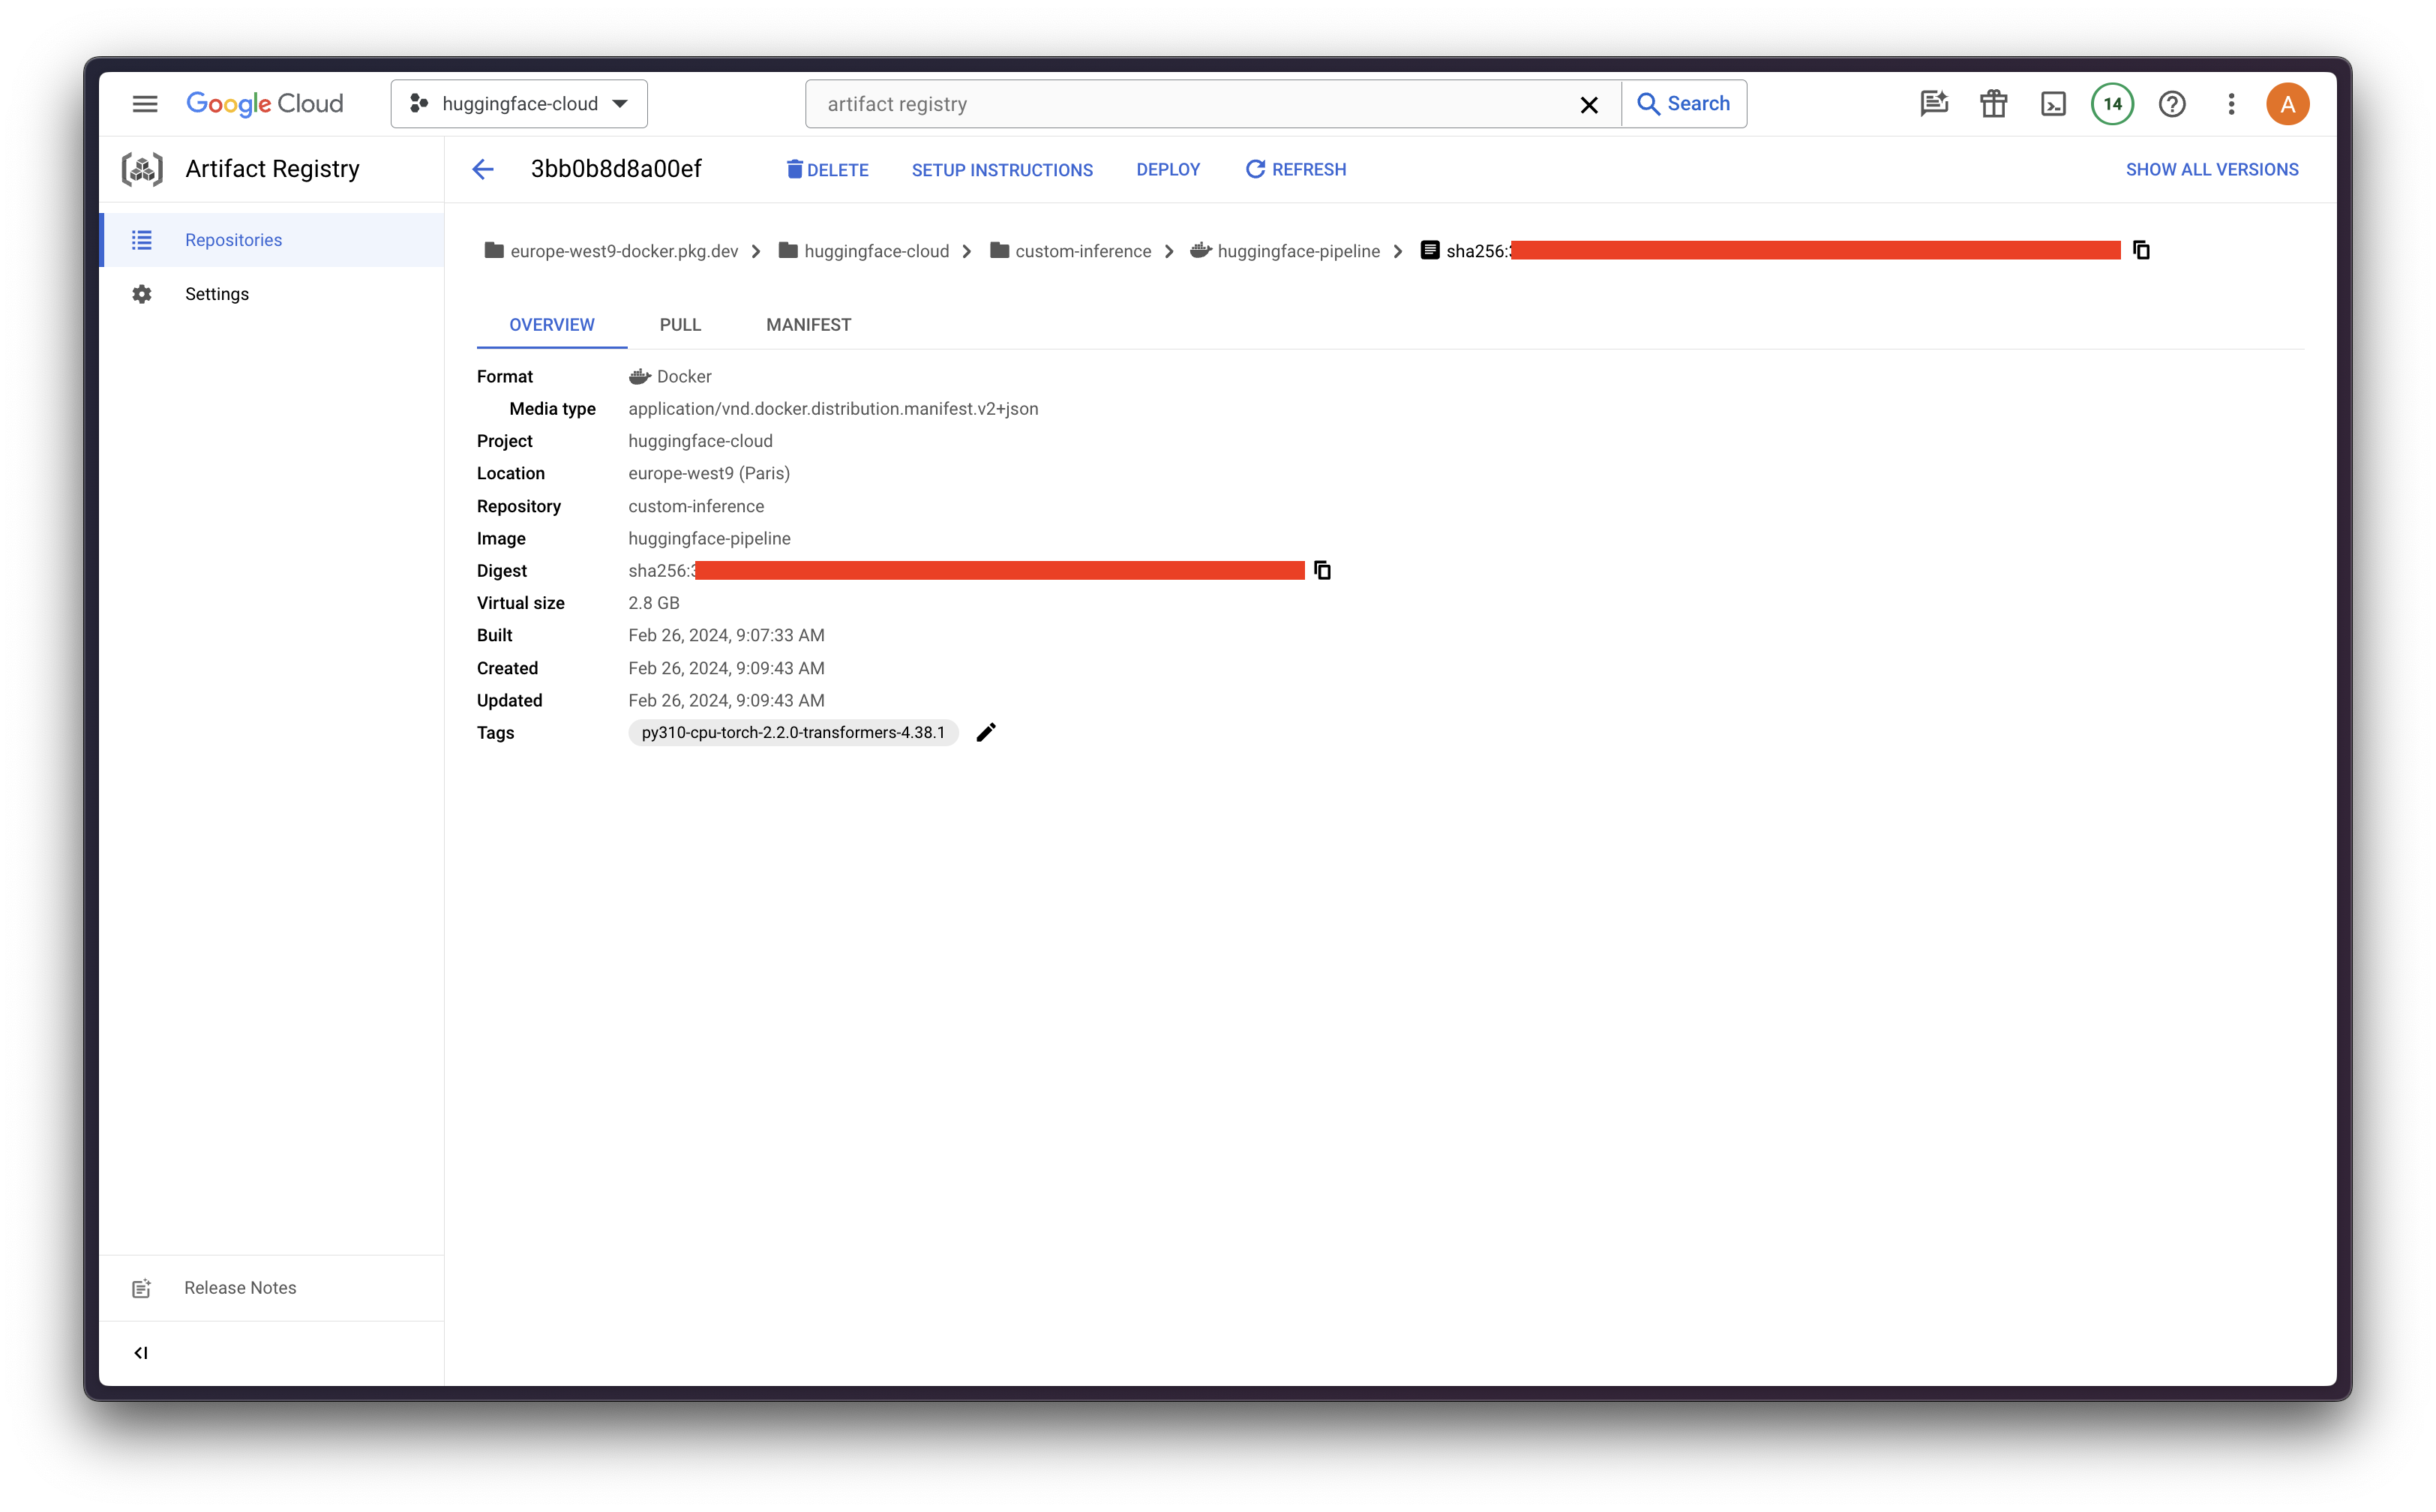 Google Cloud huggingface-cloud artifact registry Search 14 A
Artifact Registry 3bb0b8d8a00ef DELETE SETUP INSTRUCTIONS DEPLOY REFRESH SHOW ALL VERSIONS
Repositories
Settings
europe-west9-docker.pkg.dev huggingface-cloud custom-inference huggingface-pipeline sha256:
OVERVIEW PULL MANIFEST
Format Docker
Media type application/vnd.docker.distribution.manifest.v2+json
Project huggingface-cloud
Location europe-west9 (Paris)
Repository custom-inference
Image huggingface-pipeline
Digest sha256:
Virtual size 2.8 GB
Built Feb 26, 2024, 9:07:33 AM
Created Feb 26, 2024, 9:09:43 AM
Updated Feb 26, 2024, 9:09:43 AM
Tags py310-cpu-torch-2.2.0-transformers-4.38.1
Release Notes